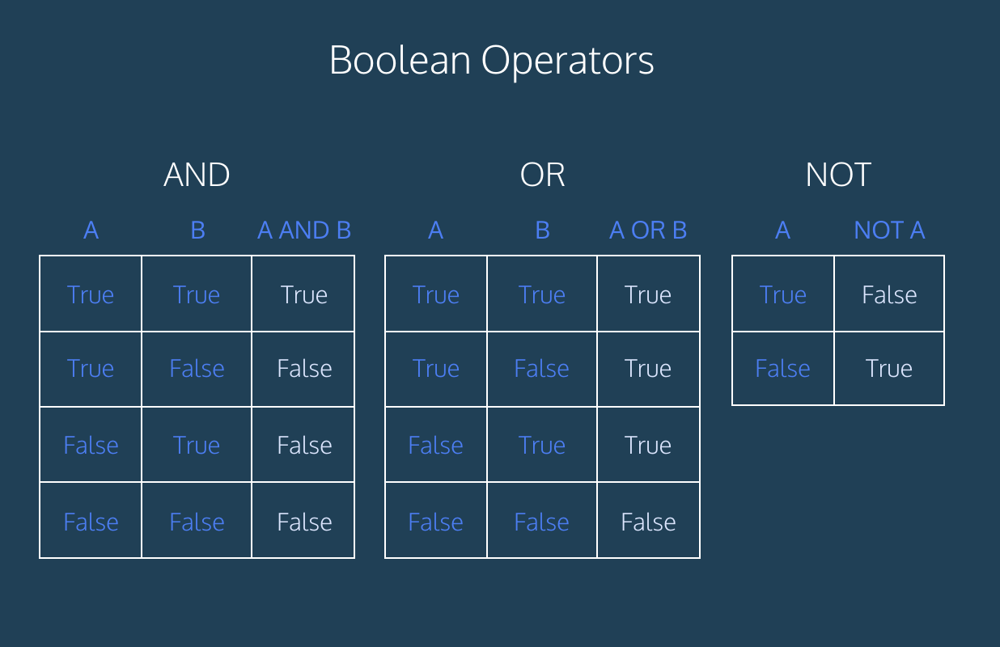 Boolean Operators
AND OR NOT
A B A AND B A B A OR B A NOT A
True True True True True True True False
True False False True False True False True
False True False False True True
False False False False False False